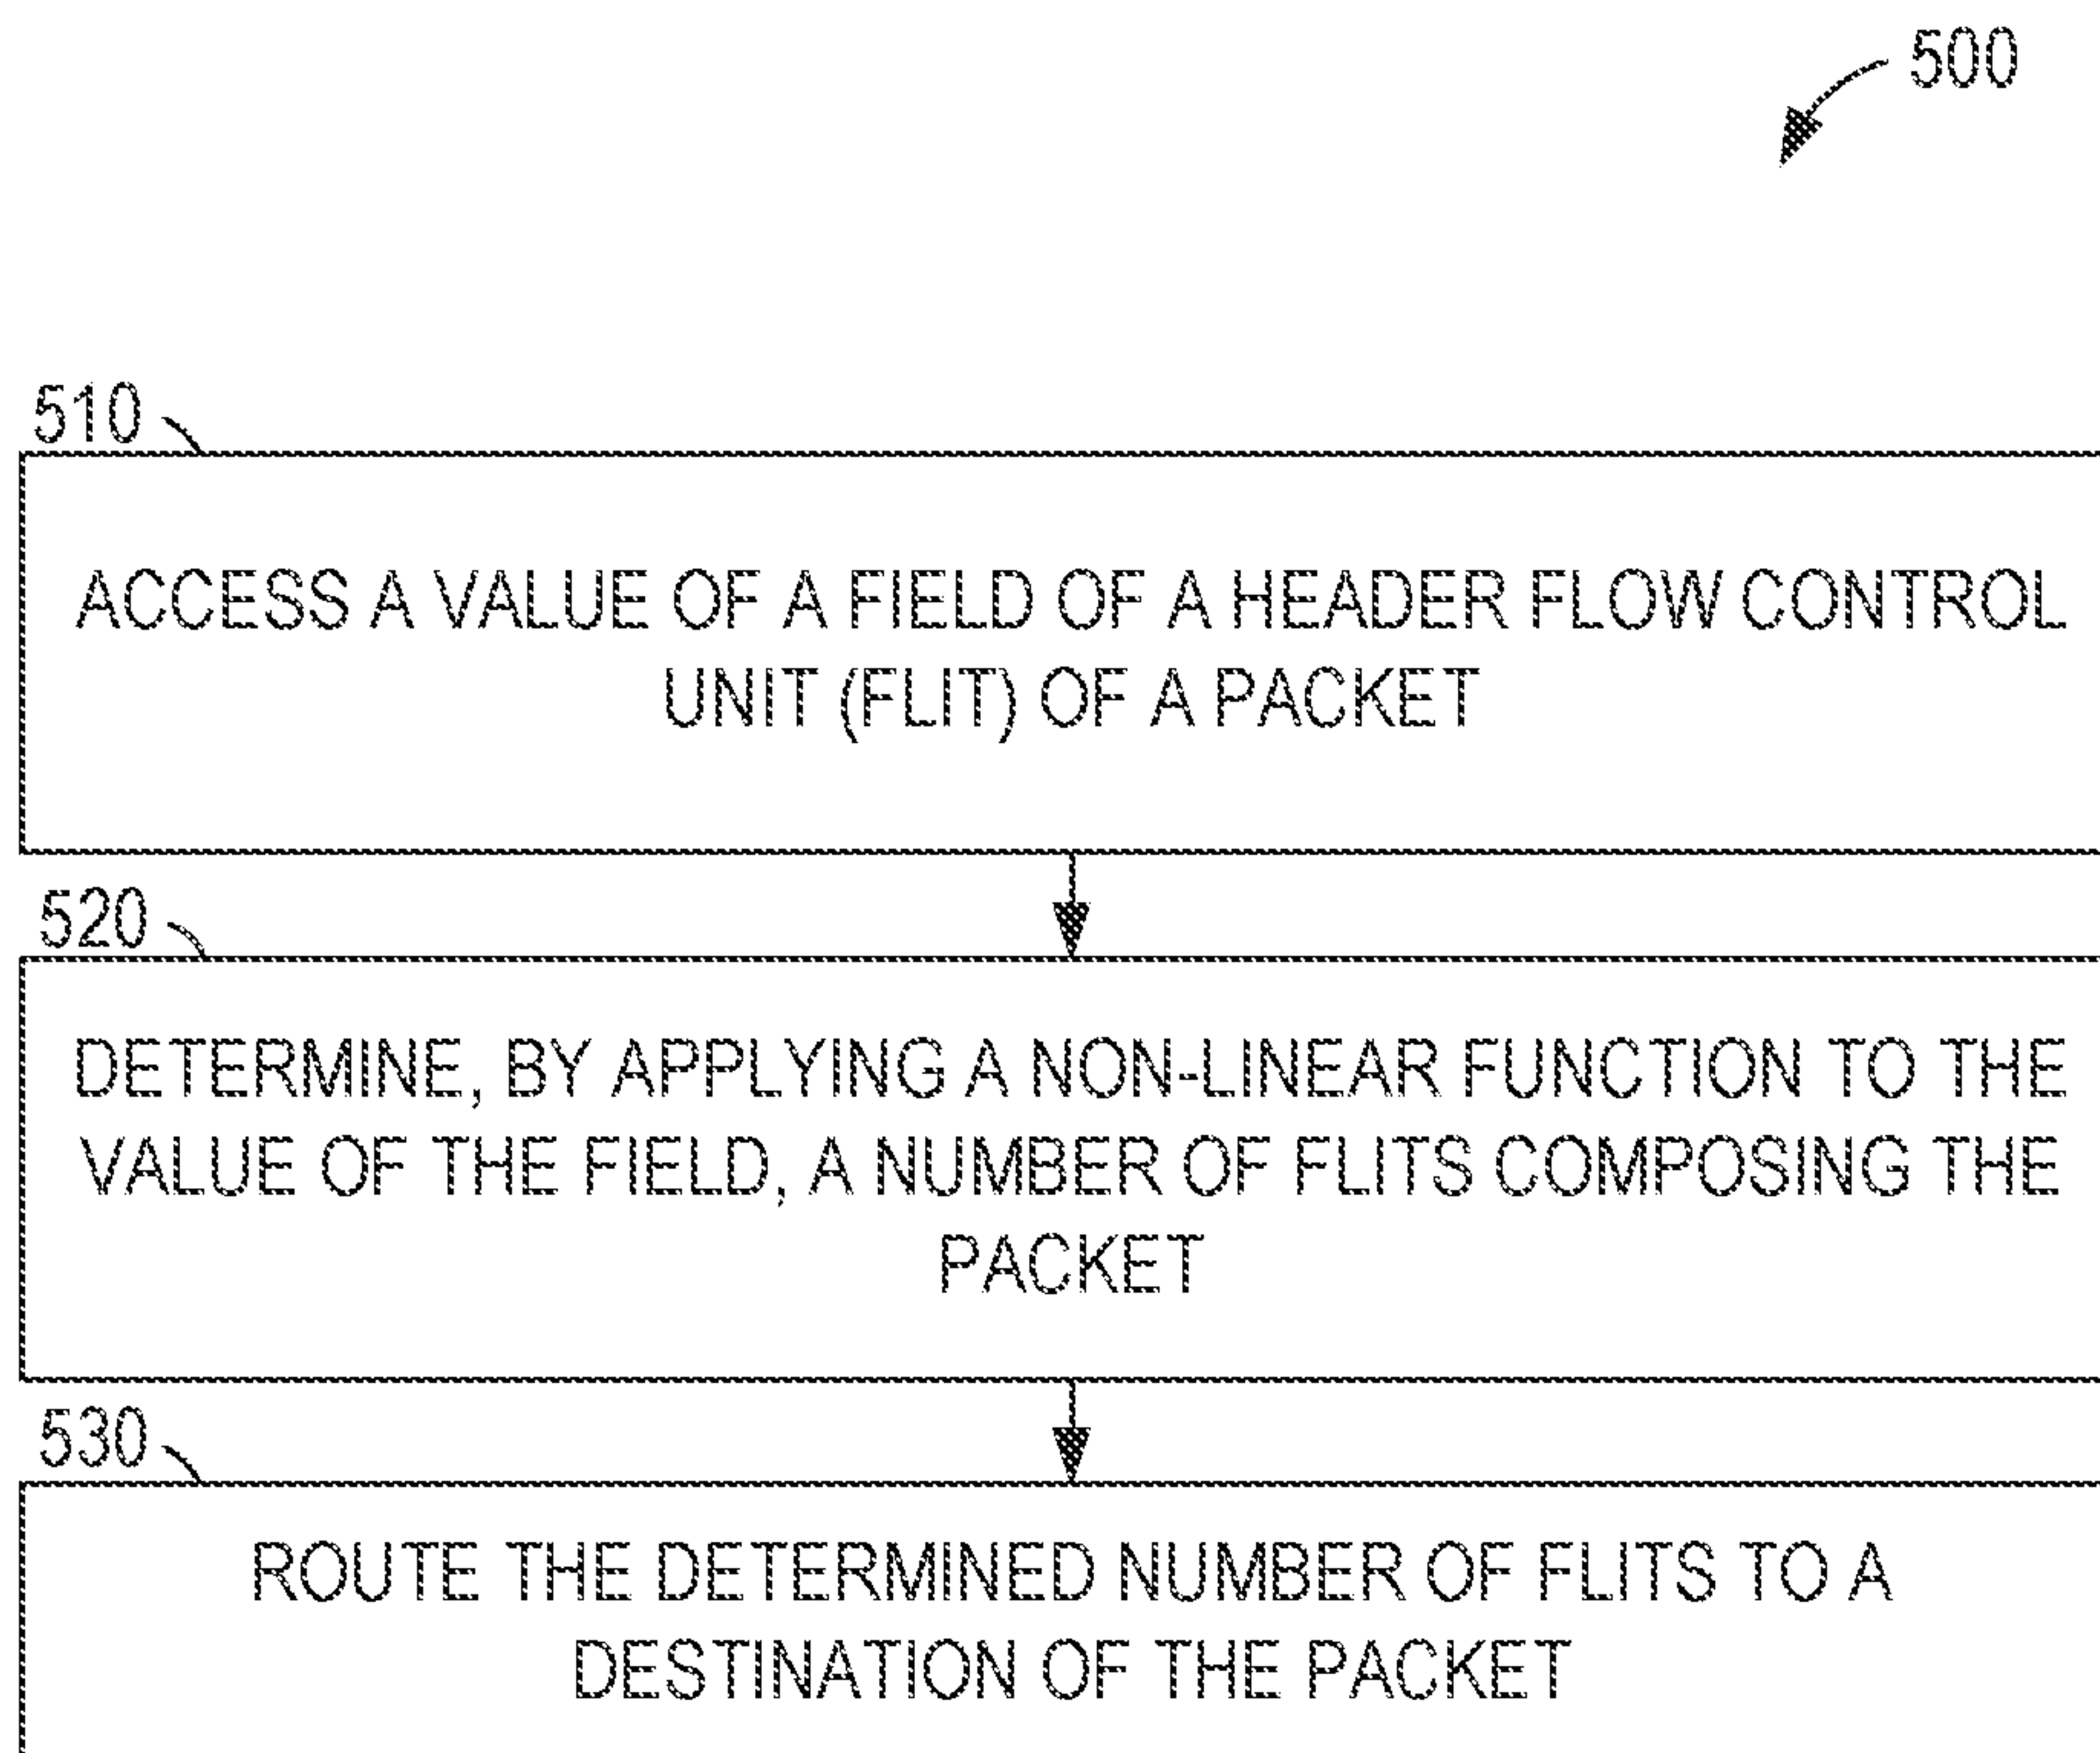 500
510
ACCESS A VALUE OF A FIELD OF A HEADER FLOW CONTROL
UNIT (FLIT) OF A PACKET
520
DETERMINE, BY APPLYING A NON-LINEAR FUNCTION TO THE
VALUE OF THE FIELD, A NUMBER OF FLITS COMPOSING THE
PACKET
530
ROUTE THE DETERMINED NUMBER OF FLITS TO A
DESTINATION OF THE PACKET